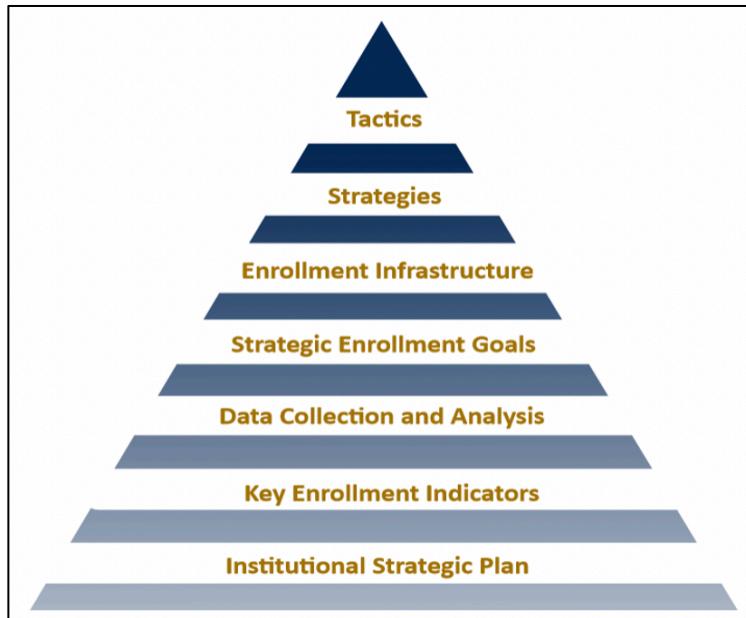 Tactics
Strategies
Enrollment Infrastructure
Strategic Enrollment Goals
Data Collection and Analysis
Key Enrollment Indicators
Institutional Strategic Plan